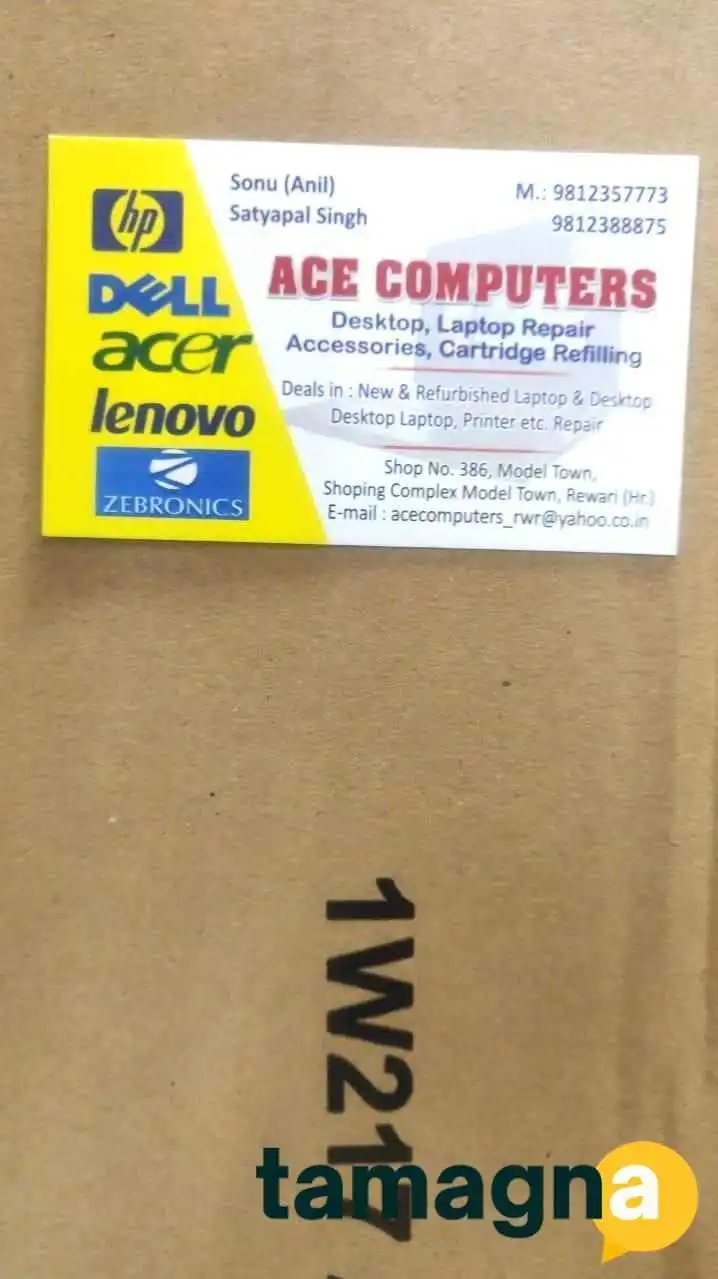 hp
DELL
acer
lenovo
ZEBRONICS
Sonu (Anil)
Satyapal Singh
M.: 9812357773
9812388875
ACE COMPUTERS
Desktop, Laptop Repair
Accessories, Cartridge Refilling
Deals in : New & Refurbished Laptop & Desktop
Desktop Laptop, Printer etc. Repair
Shop No. 386, Model Town,
Shoping Complex Model Town, Rewari (Hr.)
E-mail : acecomputers_rwr@yahoo.co.in
1W217
tamagna